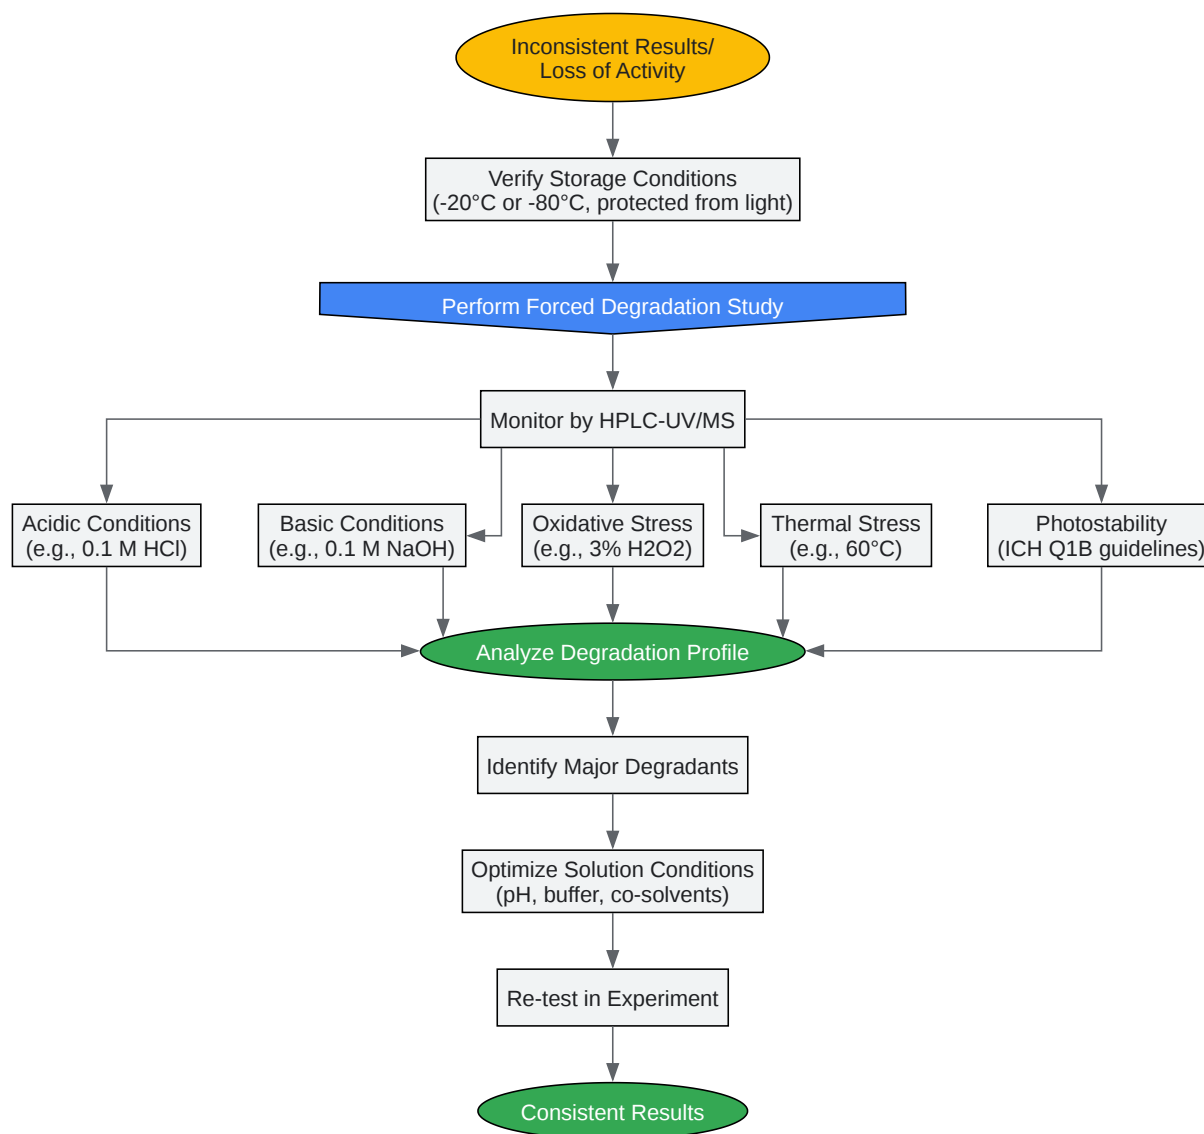 Inconsistent Results/
Loss of Activity
Verify Storage Conditions
(-20°C or -80°C, protected from light)
Perform Forced Degradation Study
Monitor by HPLC-UV/MS
Acidic Conditions
(e.g., 0.1 M HCl)
Basic Conditions
(e.g., 0.1 M NaOH)
Oxidative Stress
(e.g., 3% H2O2)
Thermal Stress
(e.g., 60°C)
Photostability
(ICH Q1B guidelines)
Analyze Degradation Profile
Identify Major Degradants
Optimize Solution Conditions
(pH, buffer, co-solvents)
Re-test in Experiment
Consistent Results